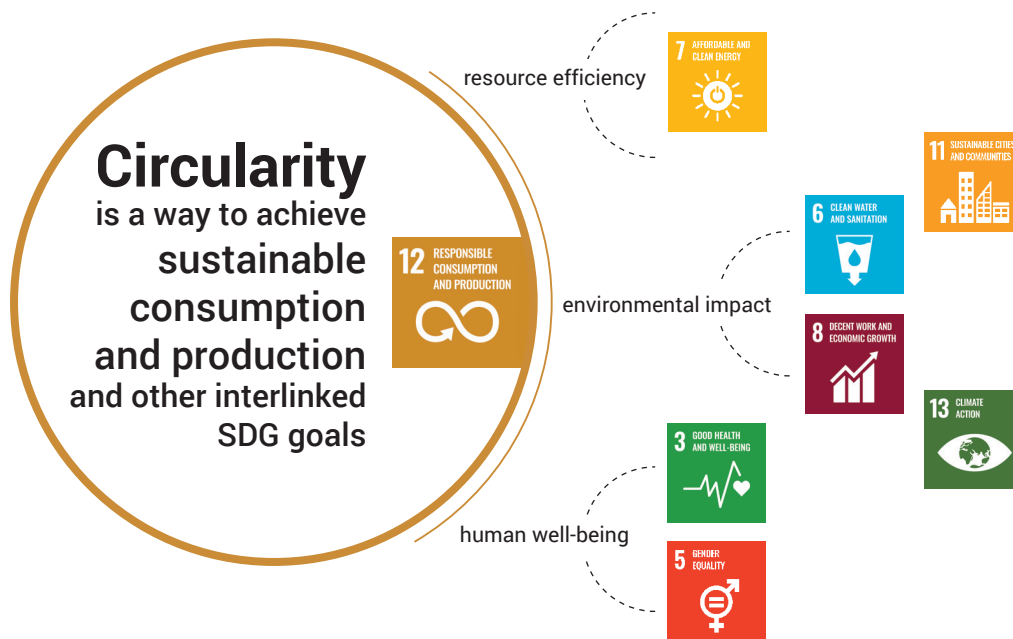 Circularity
is a way to achieve
sustainable
consumption
and production
and other interlinked
SDG goals
12 RESPONSIBLE
CONSUMPTION
AND PRODUCTION
resource efficiency
7 AFFORDABLE AND
CLEAN ENERGY
environmental impact
6 CLEAN WATER
AND SANITATION
8 DECENT WORK AND
ECONOMIC GROWTH
11 SUSTAINABLE CITIES
AND COMMUNITIES
13 CLIMATE
ACTION
human well-being
3 GOOD HEALTH
AND WELL-BEING
5 GENDER
EQUALITY